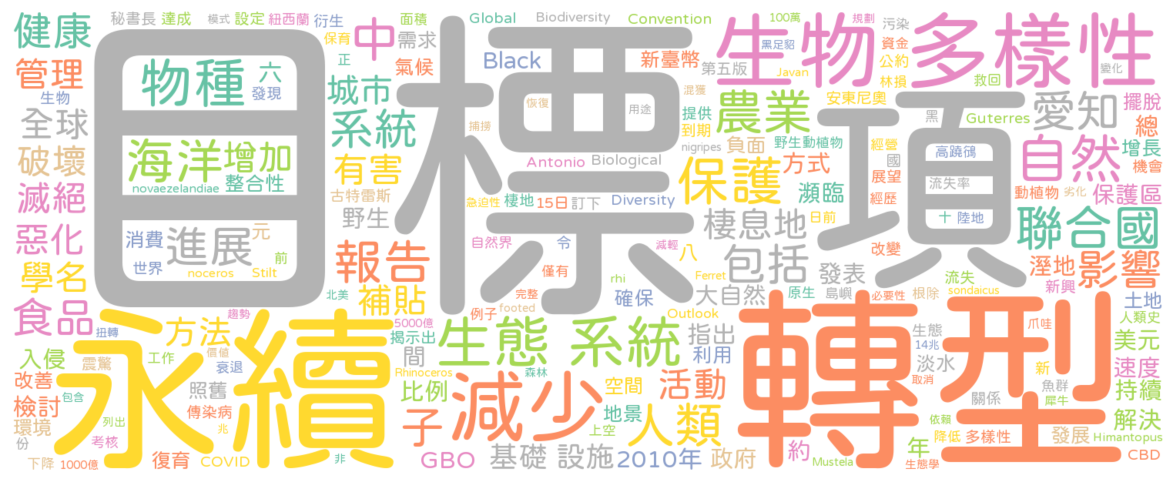 目標
項
永續
轉型
生物 多樣性
減少
生態 系統
物種
海洋
增加
整合性
novaezelandiae
進展
元
消費
世界
noceros
Stilt
前
六
發現
健康
管理
生物
全球
破壞
滅絕
惡化
學名
食品
秘書長
達成
模式
設定
紐西蘭
衍生
保育
正
中
面積
需求
氣候
城市
系統
有害
古特雷斯
野生
報告
補貼
北美
Global
Biodiversity
Convention
Black
新臺幣
第五版
恢復
用途
混獲
捕撈
Antonio
Biological
急迫性
棲地
15日
訂下
Diversity
自然界
令
減輕
僅有
rhi
八
完整
例子
footed
確保
100萬
黑足貂
Javan
規劃
污染
資金
公約
林損
救回
變化
農業
安東尼奧
提供
到期
負面
野生動植物
nigripes
方式
保護
瀕臨
棲息地
日前
包括
發表
大自然
Ferret
原生
島嶼
Outlook
指出
利用
愛知
擺脫
Guterres
總
增長
機會
自然
黑
經營
國
高蹺鴴
展望
流失率
經歷
動植物
劣化
保護區
十
陸地
聯合國
改變
溼地
影響
流失
新興
sondaicus
必要性
根除
土地
人類史
爪哇
美元
速度
持續
解決
Himantopus
CBD
生態
14兆
淡水
取消
新
魚群
犀牛
關係
依賴
降低
多樣性
發展
年
生態學
約
Mustela
趨勢
扭轉
方法
入侵
震驚
工作
價值
衰退
改善
包含
照舊
檢討
傳染病
環境
列出
兆
份
考核
下降
1000億
復育
COVID
非
5000億
揭示出
間
Rhinoceros
森林
比例
空間
活動
子
地景
上空
人類
GBO
基礎 設施
2010年
政府